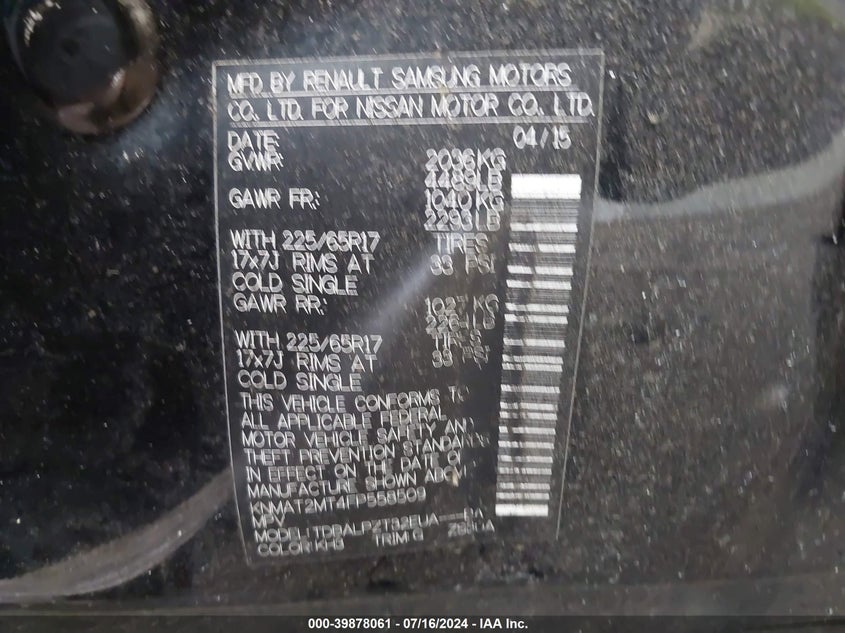 MFD BY RENAULT SAMSUNG MOTORS
CO., LTD. FOR NISSAN MOTOR CO., LTD.
DATE: 04/15
GVWR: 2036KG
4489LB
GAWR FR: 1040KG
2293LB
WITH 225/65R17 TIRES
17x7J RIMS AT 33 PSI
COLD SINGLE
GAWR RR: 1027KG
2264LB
WITH 225/65R17 TIRES
17x7J RIMS AT 33 PSI
COLD SINGLE
THIS VEHICLE CONFORMS TO
ALL APPLICABLE FEDERAL
MOTOR VEHICLE SAFETY AND
THEFT PREVENTION STANDARDS
IN EFFECT ON THE DATE OF
MANUFACTURE SHOWN ABOVE
KNMAT2MT4FP558509
MPV
MODEL:
COLOR:KH3 TRIM:G
000-39878061 - 07/16/2024 - IAA Inc.